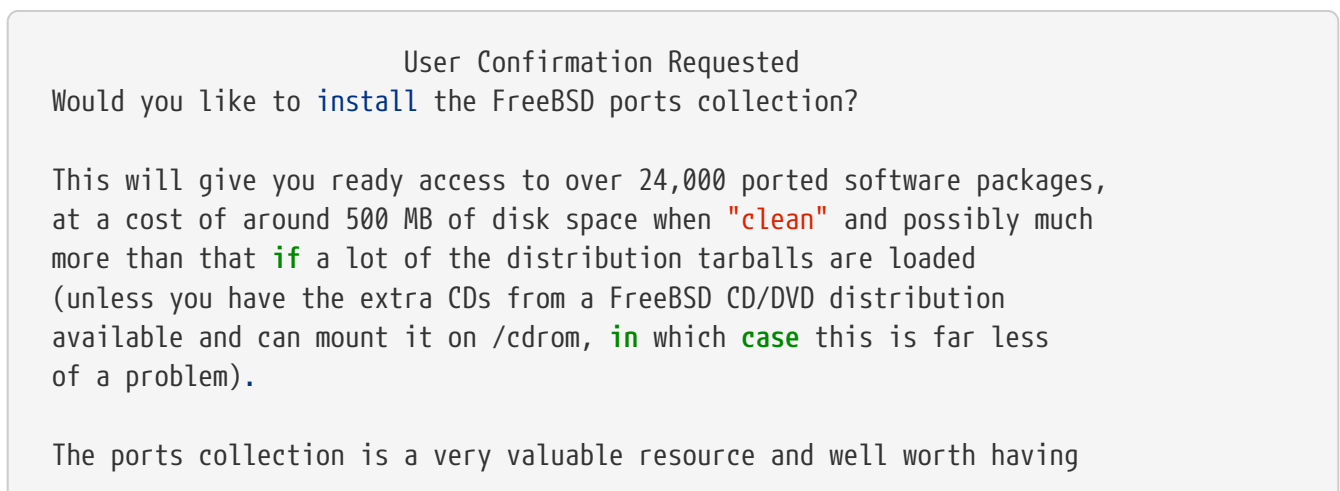 User Confirmation Requested
Would you like to install the FreeBSD ports collection?
This will give you ready access to over 24,000 ported software packages,
at a cost of around 500 MB of disk space when "clean" and possibly much
more than that if a lot of the distribution tarballs are loaded
(unless you have the extra CDs from a FreeBSD CD/DVD distribution
available and can mount it on /cdrom, in which case this is far less
of a problem).
The ports collection is a very valuable resource and well worth having